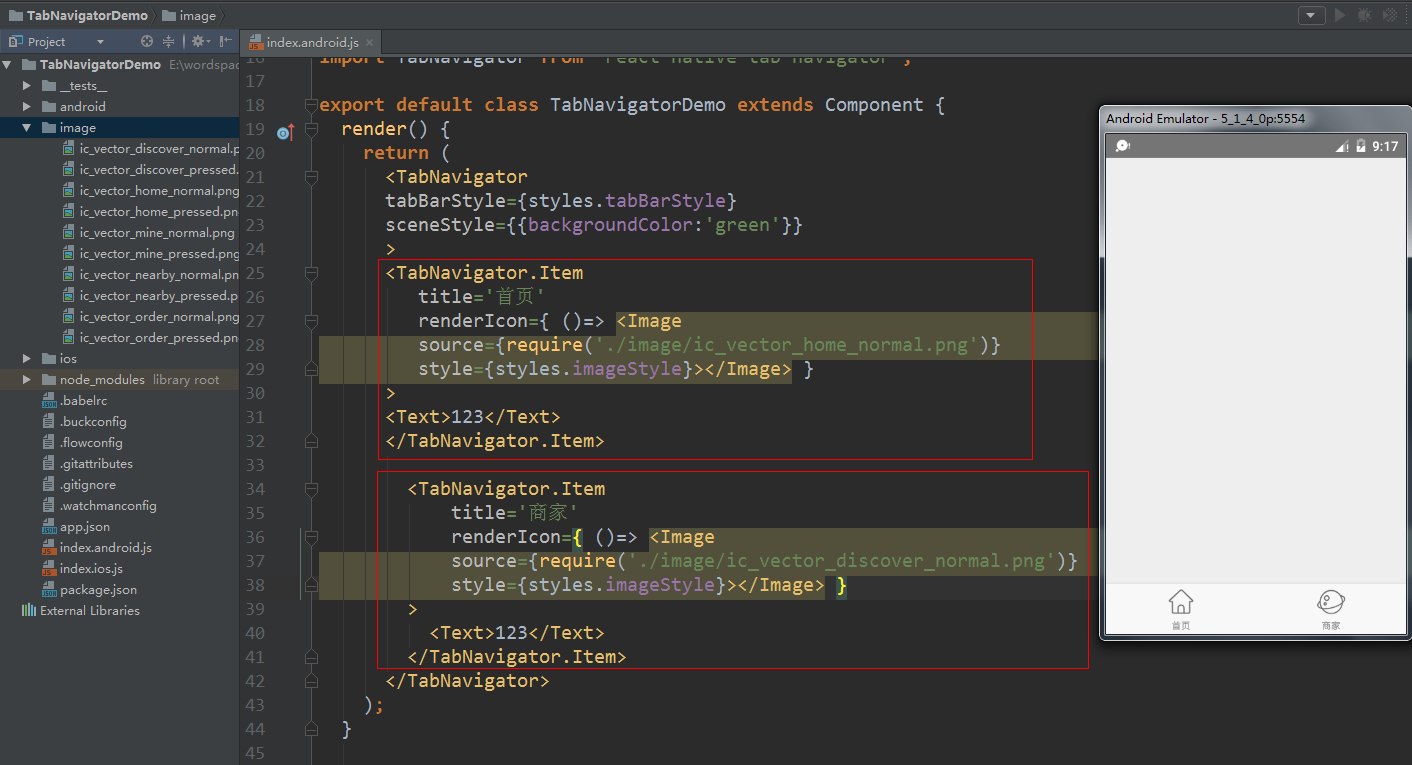 TabNavigatorDemo
image
Project
index.android.js
TabNavigatorDemo E:\wordspac
__tests__
android
image
ic_vector_discover_normal.p
ic_vector_discover_pressed.
ic_vector_home_normal.png
ic_vector_home_pressed.pn
ic_vector_mine_normal.png
ic_vector_mine_pressed.png
ic_vector_nearby_normal.pn
ic_vector_nearby_pressed.p
ic_vector_order_normal.png
ic_vector_order_pressed.pn
ios
node_modules library root
.babelrc
.buckconfig
.flowconfig
.gitattributes
.gitignore
.watchmanconfig
app.json
index.android.js
index.ios.js
package.json
External Libraries
16 import TabNavigator from 'react-native-tab-navigator';
17
18 export default class TabNavigatorDemo extends Component {
19 render() {
20 return (
21 <TabNavigator
22 tabBarStyle={styles.tabBarStyle}
23 sceneStyle={{backgroundColor:'green'}}
24 >
25 <TabNavigator.Item
26 title='首页'
27 renderIcon={ ()=> <Image
28 source={require('./image/ic_vector_home_normal.png')}
29 style={styles.imageStyle}></Image> }
30 >
31 <Text>123</Text>
32 </TabNavigator.Item>
33
34 <TabNavigator.Item
35 title='商家'
36 renderIcon={ ()=> <Image
37 source={require('./image/ic_vector_discover_normal.png')}
38 style={styles.imageStyle}></Image> }
39 >
40 <Text>123</Text>
41 </TabNavigator.Item>
42 </TabNavigator>
43 );
44 }
45
Android Emulator - 5_1_4_0p:5554
9:17
首页
商家